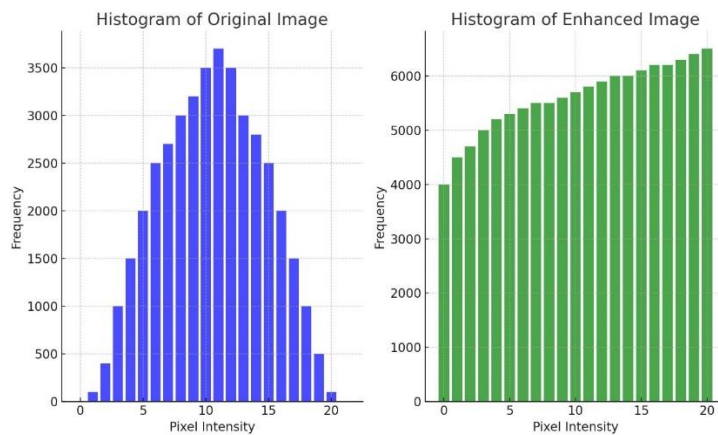 Histogram of Original Image
3500
3000
2500
2000
1500
1000
500
0
Frequency
0 5 10 15 20
Pixel Intensity
Histogram of Enhanced Image
6000
5000
4000
3000
2000
1000
0
Frequency
0 5 10 15 20
Pixel Intensity